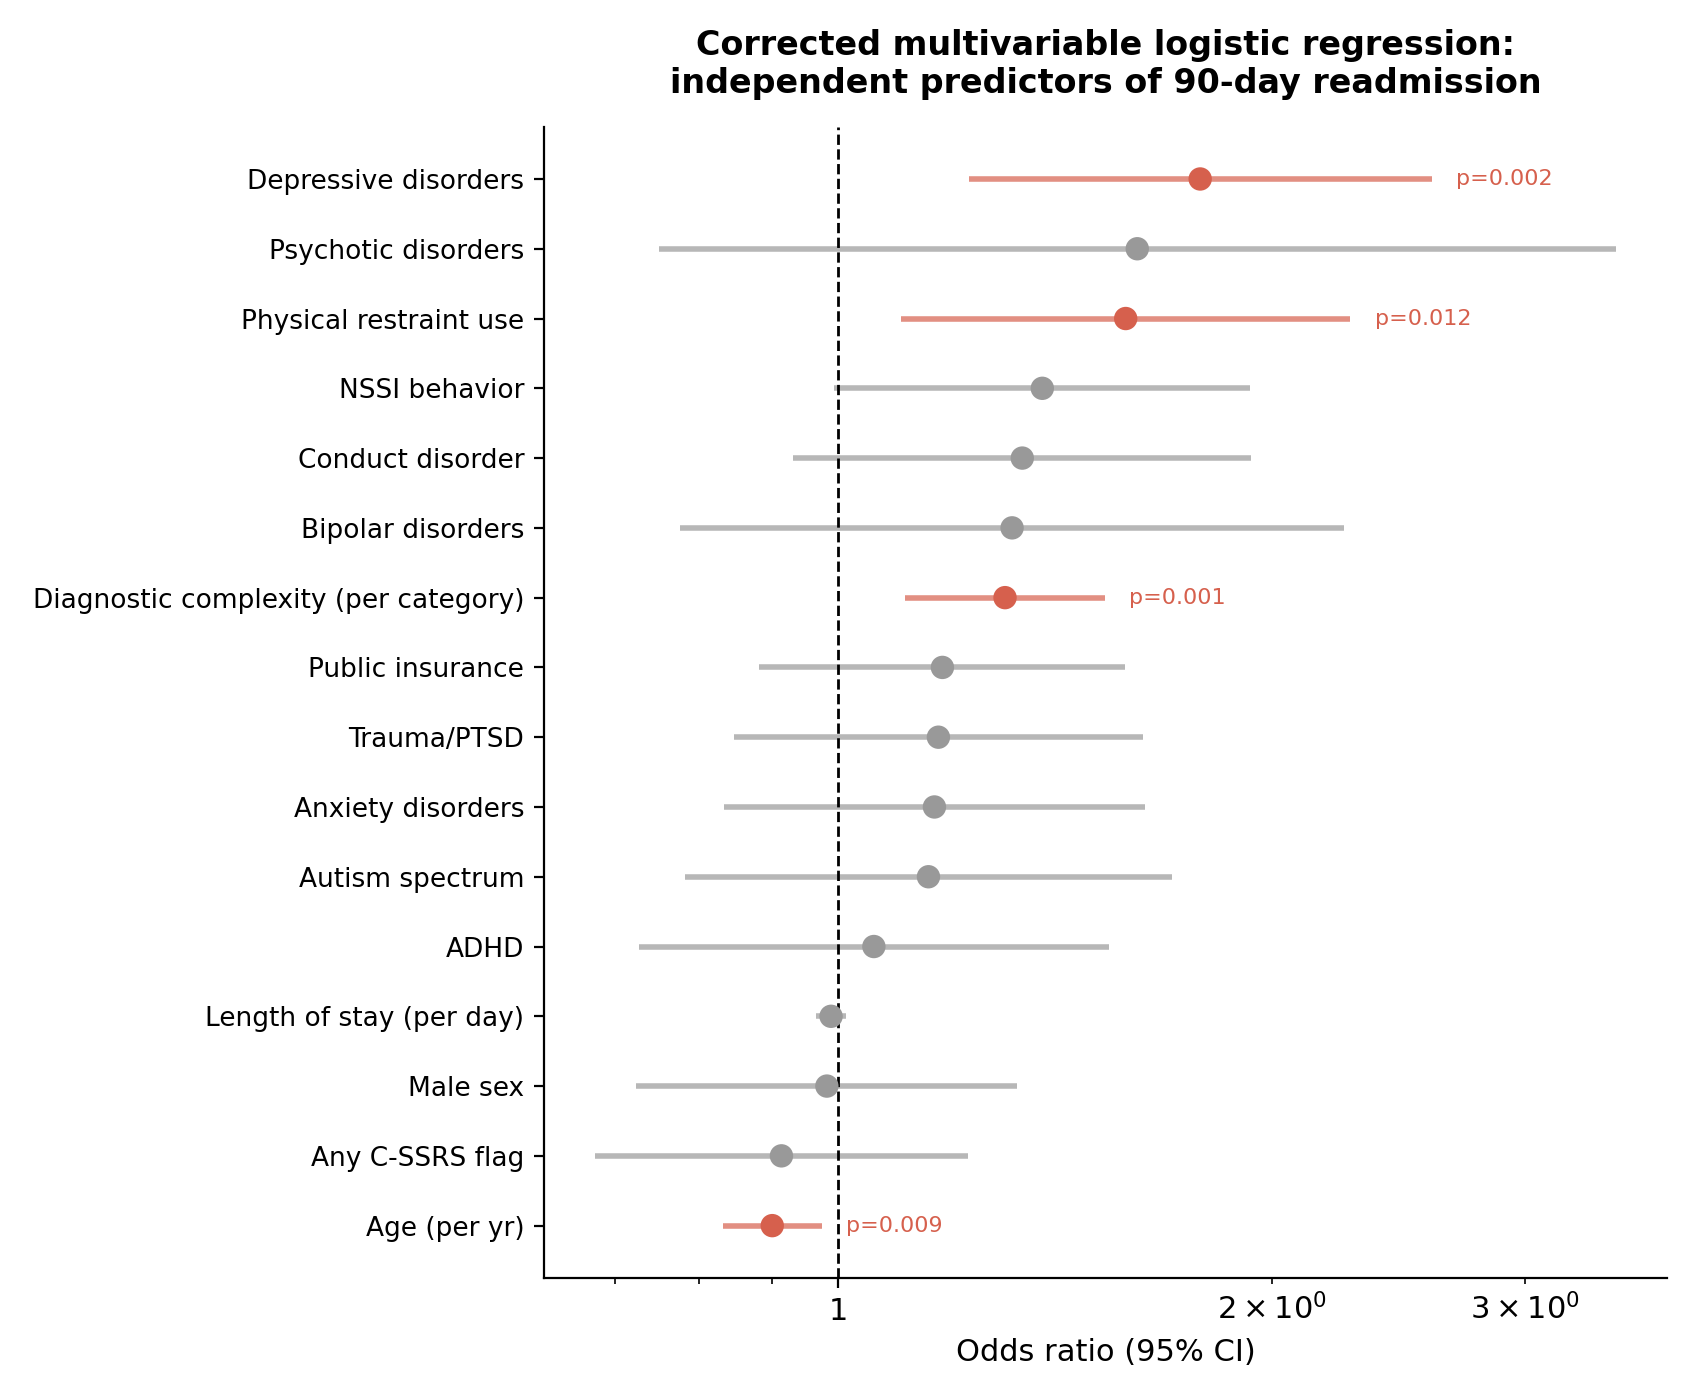 Corrected multivariable logistic regression:
independent predictors of 90-day readmission
Depressive disorders
p=0.002
Psychotic disorders
Physical restraint use
p=0.012
NSSI behavior
Conduct disorder
Bipolar disorders
Diagnostic complexity (per category)
p=0.001
Public insurance
Trauma/PTSD
Anxiety disorders
Autism spectrum
ADHD
Length of stay (per day)
Male sex
Any C-SSRS flag
Age (per yr)
p=0.009
1
2 × 10⁰
3 × 10⁰
Odds ratio (95% CI)